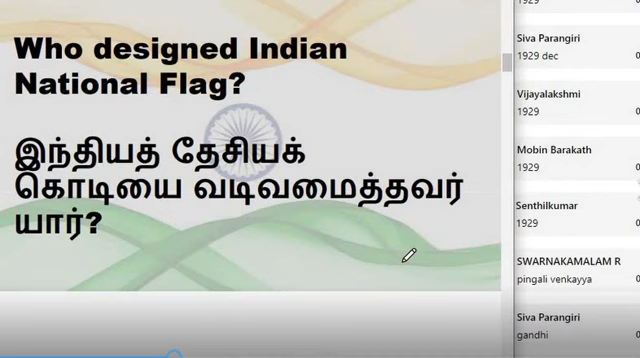 Who designed Indian
National Flag?
இந்தியத் தேசியக்
கொடியை வடிவமைத்தவர்
யார்?
1929
Siva Parangiri
1929 dec
Vijayalakshmi
1929
Mobin Barakath
1929
Senthilkumar
1929
SWARNAKAMALAM R
pingali venkayya
Siva Parangiri
gandhi